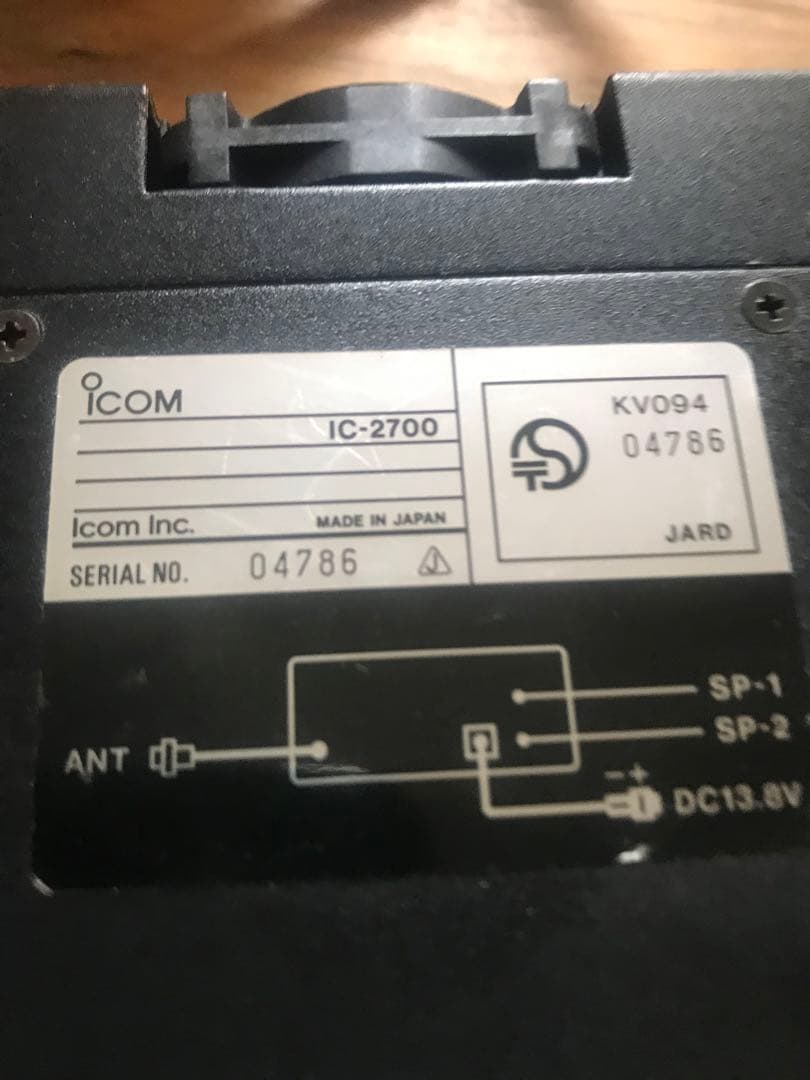 ICOM
IC-2700
Icom Inc. MADE IN JAPAN
SERIAL NO. 04786
KV094
04786
JARD
SP-1
SP-2
ANT
- +
DC13.8V